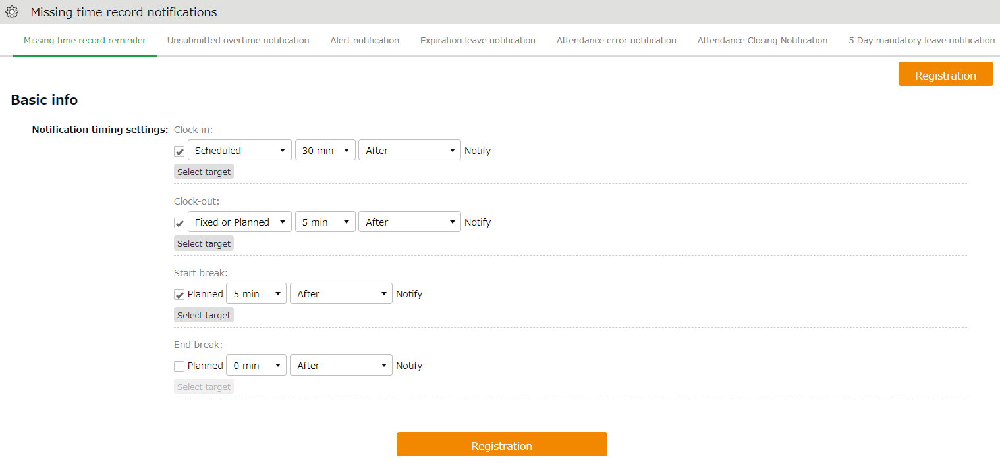 Missing time record notifications
Missing time record reminder Unsubmitted overtime notification Alert notification Expiration leave notification Attendance error notification Attendance Closing Notification 5 Day mandatory leave notification
Registration
Basic info
Notification timing settings: Clock-in:
Scheduled 30 min After Notify
Select target
Clock-out:
Fixed or Planned 5 min After Notify
Select target
Start break:
Planned 5 min After Notify
Select target
End break:
Planned 0 min After Notify
Select target
Registration